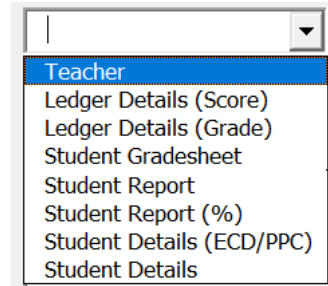 Teacher
Ledger Details (Score)
Ledger Details (Grade)
Student Gradesheet
Student Report
Student Report (%)
Student Details (ECD/PPC)
Student Details